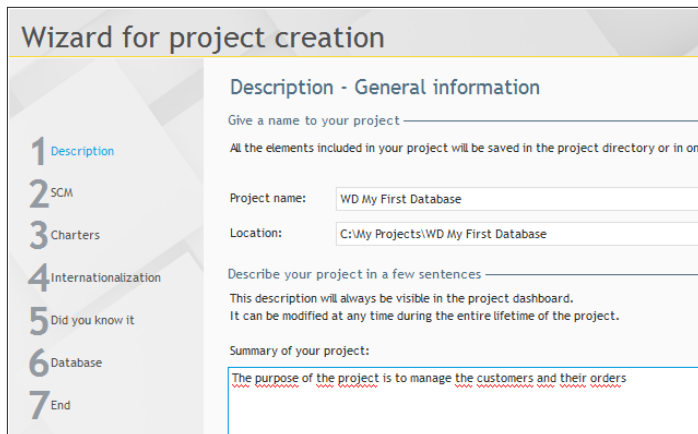 Wizard for project creation
Description - General information
Give a name to your project
All the elements included in your project will be saved in the project directory or in on
Project name:
WD My First Database
Location:
C:\My Projects\WD My First Database
Describe your project in a few sentences
This description will always be visible in the project dashboard.
It can be modified at any time during the entire lifetime of the project.
Summary of your project:
The purpose of the project is to manage the customers and their orders
1 Description
2 SCM
3 Charters
4 Internationalization
5 Did you know it
6 Database
7 End